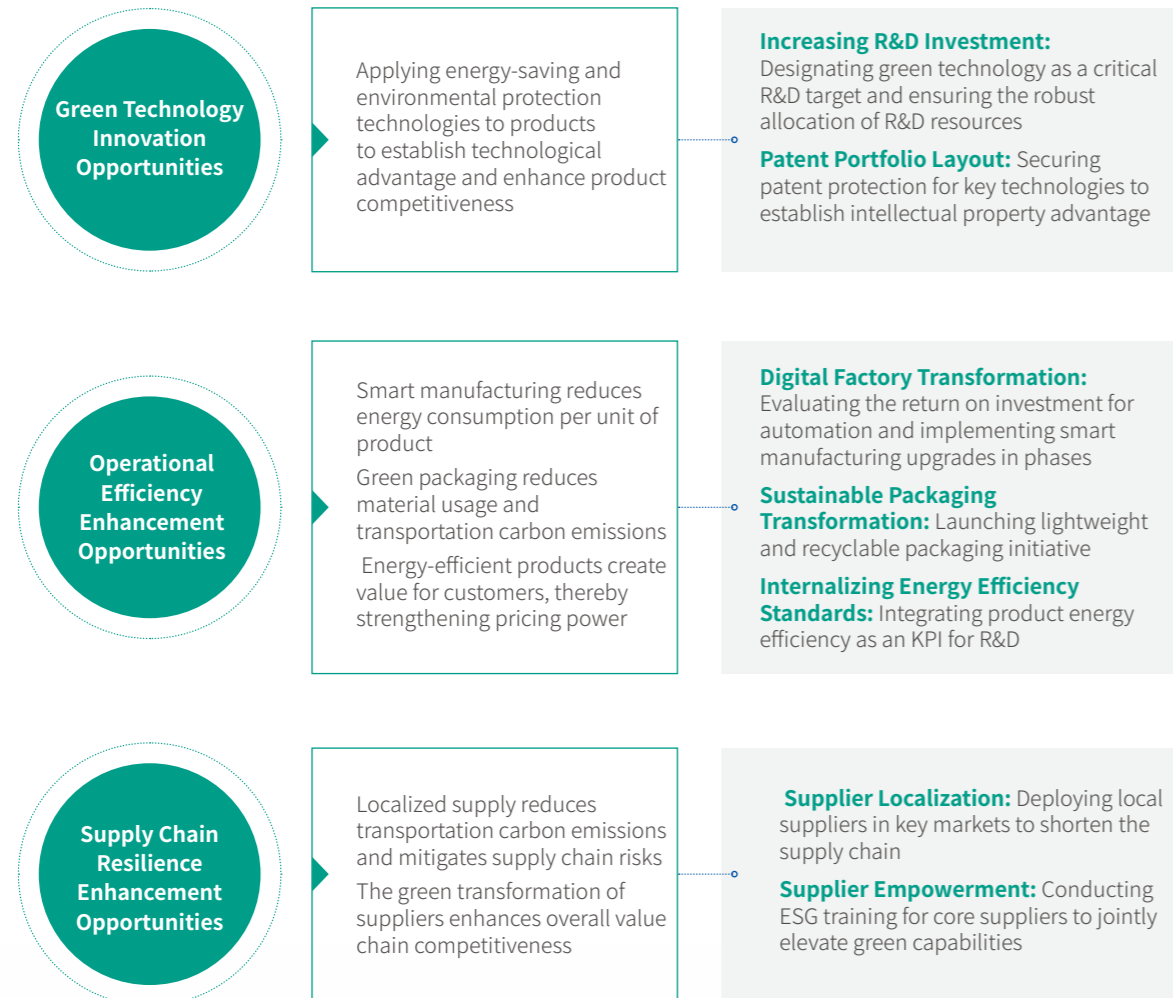 Green Technology
Innovation
Opportunities
Applying energy-saving and
environmental protection
technologies to products
to establish technological
advantage and enhance product
competitiveness
Increasing R&D Investment:
Designating green technology as a critical
R&D target and ensuring the robust
allocation of R&D resources
Patent Portfolio Layout: Securing
patent protection for key technologies to
establish intellectual property advantage
Operational
Efficiency
Enhancement
Opportunities
Smart manufacturing reduces
energy consumption per unit of
product
Green packaging reduces
material usage and
transportation carbon emissions
Energy-efficient products create
value for customers, thereby
strengthening pricing power
Digital Factory Transformation:
Evaluating the return on investment for
automation and implementing smart
manufacturing upgrades in phases
Sustainable Packaging
Transformation: Launching lightweight
and recyclable packaging initiative
Internalizing Energy Efficiency
Standards: Integrating product energy
efficiency as an KPI for R&D
Supply Chain
Resilience
Enhancement
Opportunities
Localized supply reduces
transportation carbon emissions
and mitigates supply chain risks
The green transformation of
suppliers enhances overall value
chain competitiveness
Supplier Localization: Deploying local
suppliers in key markets to shorten the
supply chain
Supplier Empowerment: Conducting
ESG training for core suppliers to jointly
elevate green capabilities